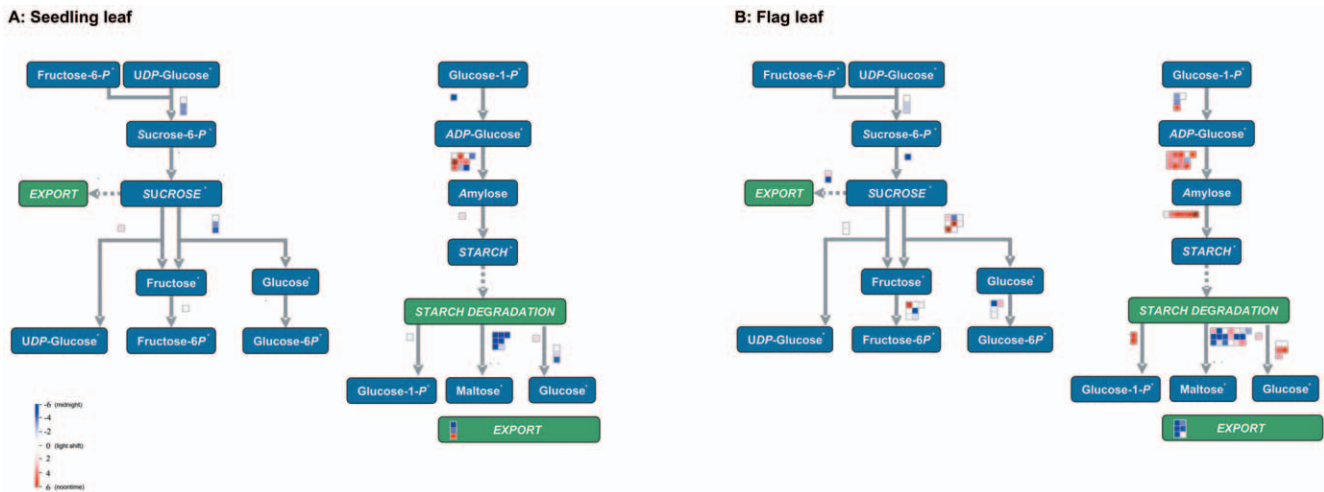 A: Seedling leaf
Fructose-6-P*
UDP-Glucose*
Sucrose-6-P*
EXPORT
SUCROSE*
Fructose*
Glucose*
UDP-Glucose*
Fructose-6P*
Glucose-6P*
Glucose-1-P*
ADP-Glucose*
Amylose
STARCH*
STARCH DEGRADATION
Glucose-1-P*
Maltose*
Glucose*
EXPORT
-6 (midnight)
-4
-2
0 (light shift)
2
4
6 (noontime)
B: Flag leaf
Fructose-6-P*
UDP-Glucose*
Sucrose-6-P*
EXPORT
SUCROSE*
Fructose*
Glucose*
UDP-Glucose*
Fructose-6P*
Glucose-6P*
Glucose-1-P*
ADP-Glucose*
Amylose
STARCH*
STARCH DEGRADATION
Glucose-1-P*
Maltose*
Glucose*
EXPORT